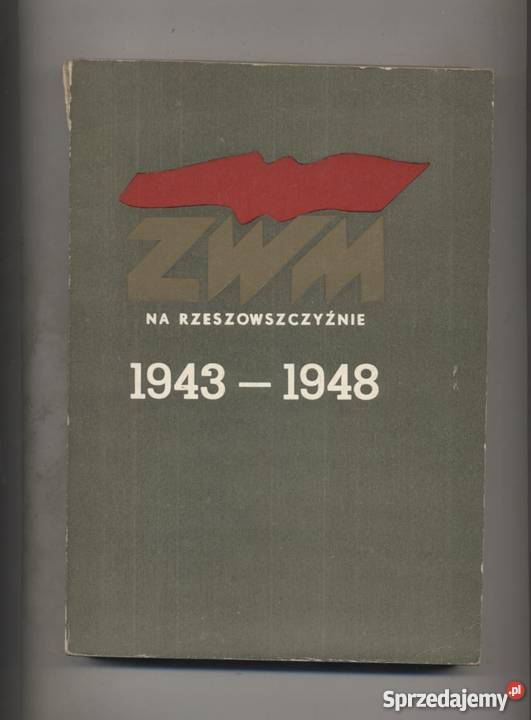 ZWM
NA RZESZOWSZCZYŹNIE
1943 – 1948
Sprzedajemy.pl